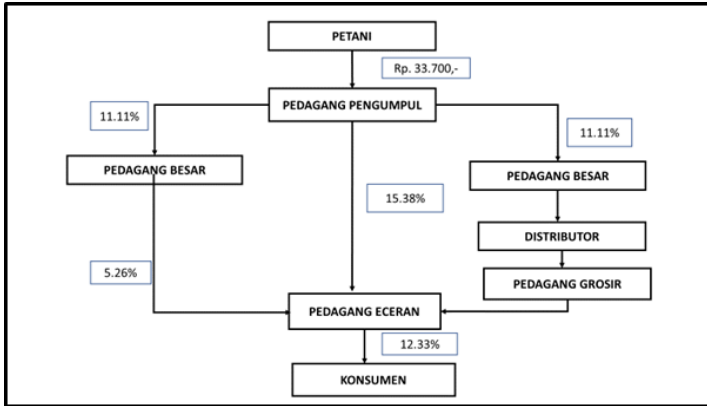 PETANI
Rp. 33.700,-
PEDAGANG PENGUMPUL
11.11%
11.11%
PEDAGANG BESAR
PEDAGANG BESAR
15.38%
DISTRIBUTOR
5.26%
PEDAGANG GROSIR
PEDAGANG ECERAN
12.33%
KONSUMEN